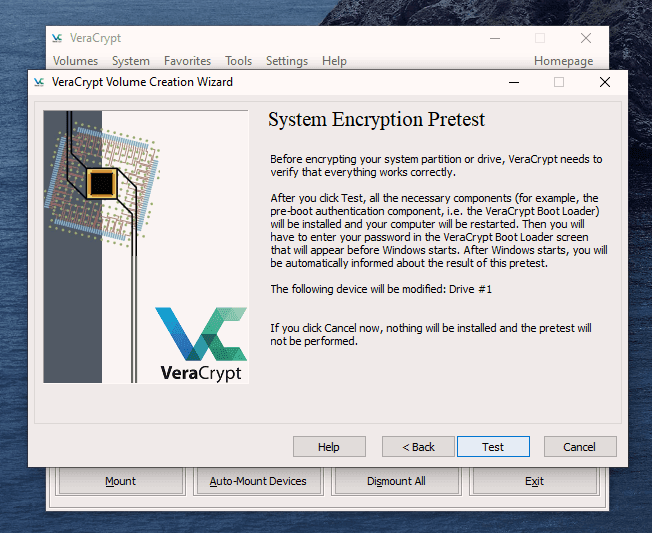 VeraCrypt
Volumes System Favorites Tools Settings Help Homepage
VeraCrypt Volume Creation Wizard
System Encryption Pretest
Before encrypting your system partition or drive, VeraCrypt needs to
verify that everything works correctly.
After you click Test, all the necessary components (for example, the
pre-boot authentication component, i.e. the VeraCrypt Boot Loader)
will be installed and your computer will be restarted. Then you will
have to enter your password in the VeraCrypt Boot Loader screen
that will appear before Windows starts. After Windows starts, you will
be automatically informed about the result of this pretest.
The following device will be modified: Drive #1
If you click Cancel now, nothing will be installed and the pretest will
not be performed.
VeraCrypt
Help < Back Test Cancel
Mount Auto-Mount Devices Dismount All Exit